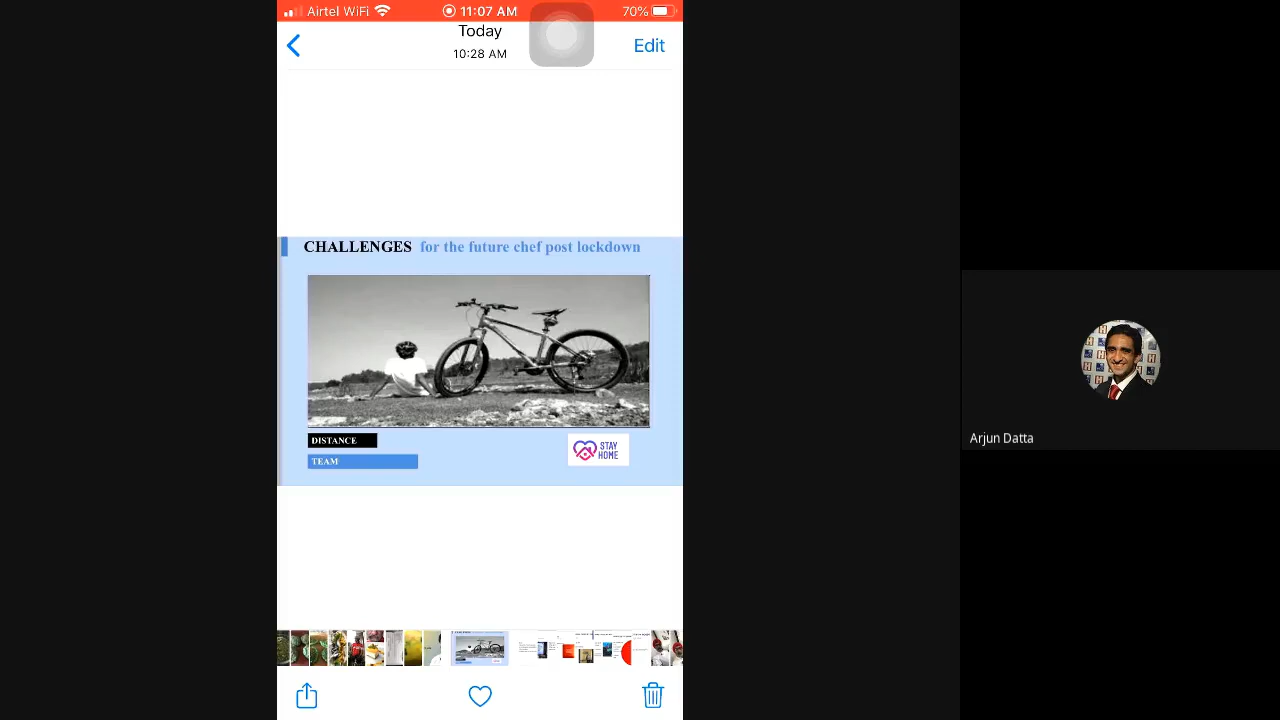 Airtel WiFi 11:07 AM 70%
Today
10:28 AM
Edit
CHALLENGES for the future chef post lockdown
DISTANCE
TEAM
STAY
HOME
Arjun Datta